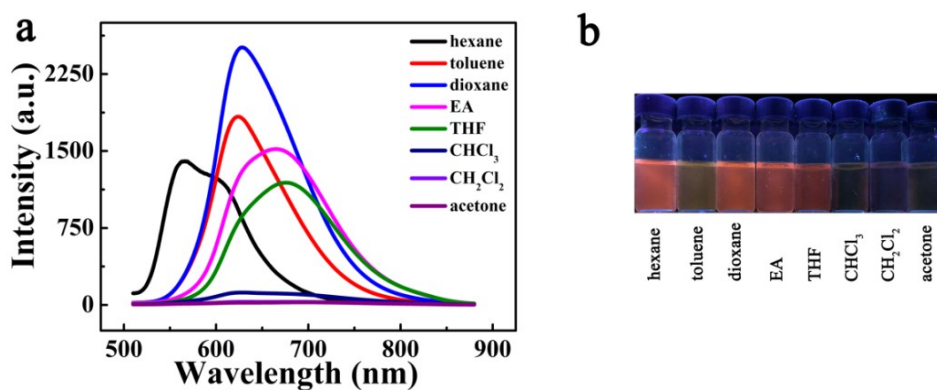 a
Intensity (a.u.)
2250
1500
750
0
500 600 700 800 900
Wavelength (nm)
hexane
toluene
dioxane
EA
THF
CHCl₃
CH₂Cl₂
acetone
b
hexane
toluene
dioxane
EA
THF
CHCl₃
CH₂Cl₂
acetone